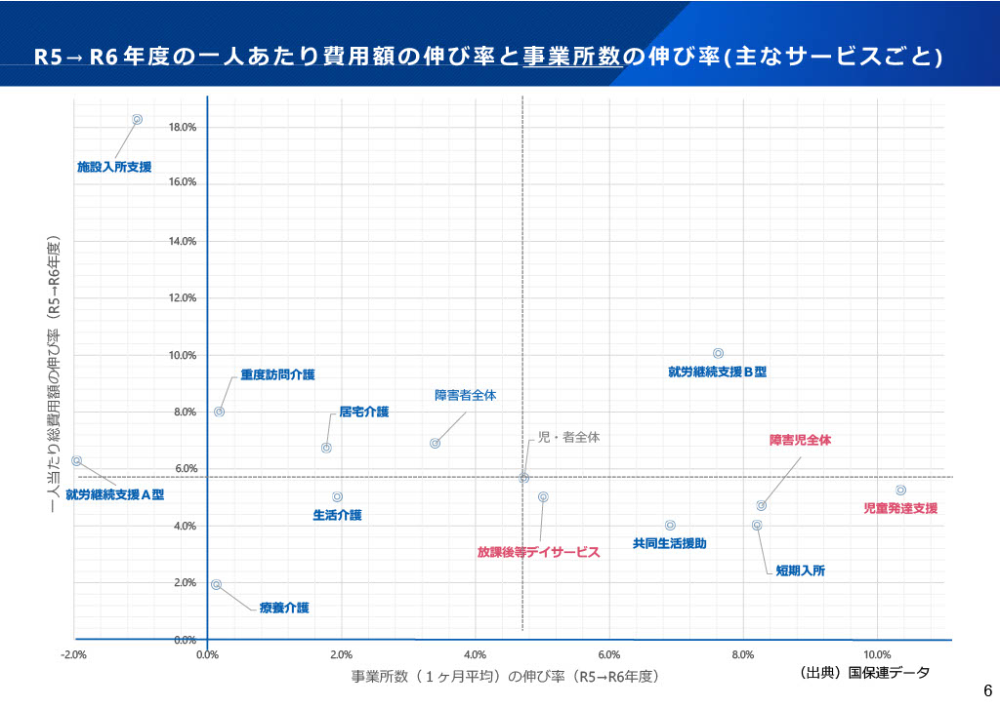 R5→R6年度の一人あたり費用額の伸び率と事業所数の伸び率(主なサービスごと)
一人当たり総費用額の伸び率（R5→R6年度）
18.0%
16.0%
14.0%
12.0%
10.0%
8.0%
6.0%
4.0%
2.0%
0.0%
施設入所支援
重度訪問介護
居宅介護
障害者全体
児・者全体
就労継続支援Ｂ型
障害児全体
就労継続支援Ａ型
生活介護
放課後等デイサービス
共同生活援助
児童発達支援
短期入所
療養介護
-2.0%
0.0%
2.0%
4.0%
6.0%
8.0%
10.0%
事業所数（１ヶ月平均）の伸び率（R5→R6年度）
（出典）国保連データ
6